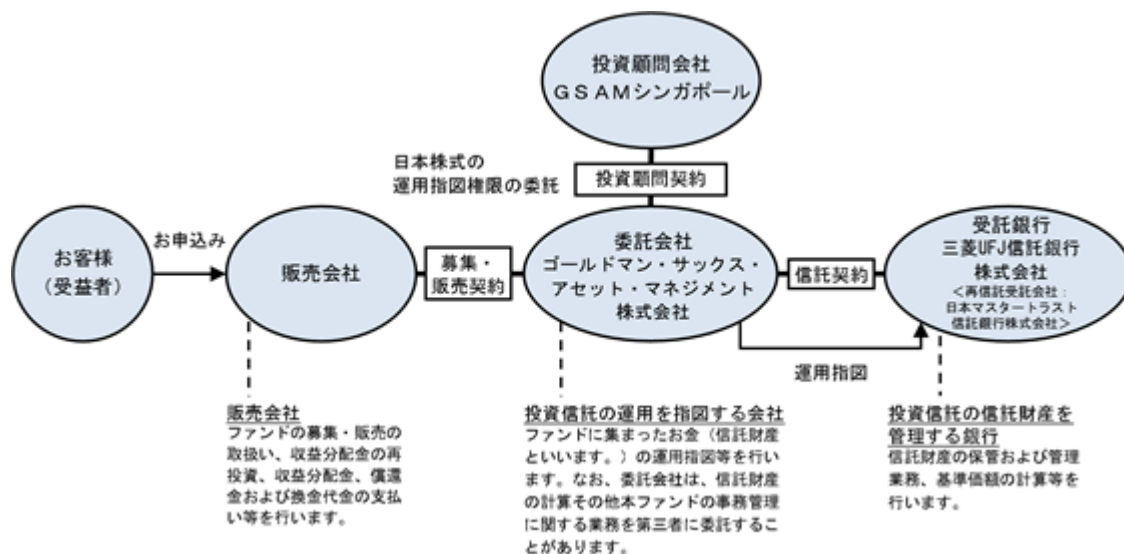 投資顧問会社
ＧＳＡＭシンガポール
日本株式の
運用指図権限の委託
投資顧問契約
お客様
（受益者）
お申込み
販売会社
募集・
販売契約
委託会社
ゴールドマン・サックス・
アセット・マネジメント
株式会社
信託契約
受託銀行
三菱UFJ信託銀行
株式会社
＜再信託受託会社：
日本マスタートラスト
信託銀行株式会社＞
運用指図
販売会社
ファンドの募集・販売の
取扱い、収益分配金の再
投資、収益分配金、償還
金および換金代金の支払
い等を行います。
投資信託の運用を指図する会社
ファンドに集まったお金（信託財産
といいます。）の運用指図等を行い
ます。なお、委託会社は、信託財産
の計算その他本ファンドの事務管理
に関する業務を第三者に委託するこ
とがあります。
投資信託の信託財産を
管理する銀行
信託財産の保管および管理
業務、基準価額の計算等を
行います。